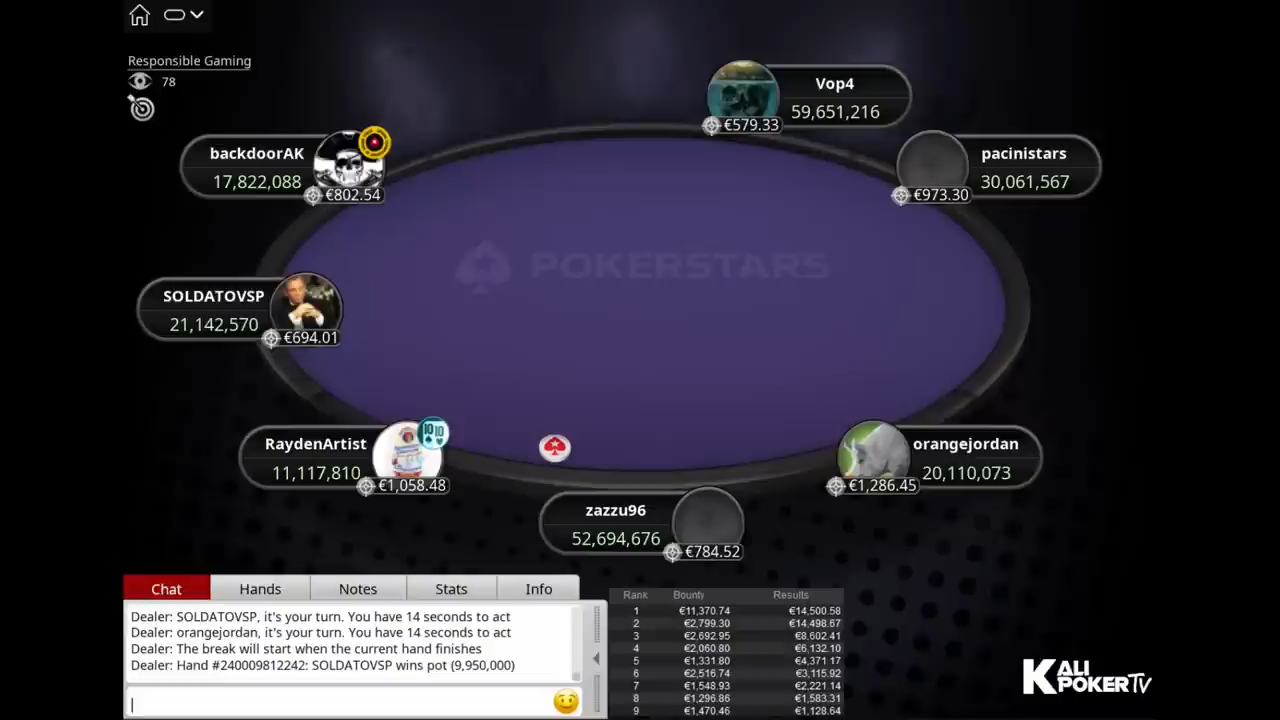 Responsible Gaming
78
Vop4
59,651,216
€579.33
backdoorAK
17,822,088
€802.54
pacinistars
30,061,567
€973.30
POKERSTARS
SOLDATOVSP
21,142,570
€694.01
RaydenArtist
11,117,810
€1,058.48
10 10
orangejordan
20,110,073
€1,286.45
zazzu96
52,694,676
€784.52
Chat Hands Notes Stats Info
Dealer: SOLDATOVSP, it's your turn. You have 14 seconds to act
Dealer: orangejordan, it's your turn. You have 14 seconds to act
Dealer: The break will start when the current hand finishes
Dealer: Hand #240009812242: SOLDATOVSP wins pot (9,950,000)
Rank Bounty Results
1 €11,370.74 €14,500.58
2 €2,799.30 €14,498.67
3 €2,692.95 €8,602.41
4 €2,060.80 €6,132.10
5 €1,331.80 €4,371.17
6 €2,516.74 €3,115.92
7 €1,548.93 €2,221.14
8 €1,296.86 €1,583.31
9 €1,470.46 €1,128.64
KALI
POKERTV